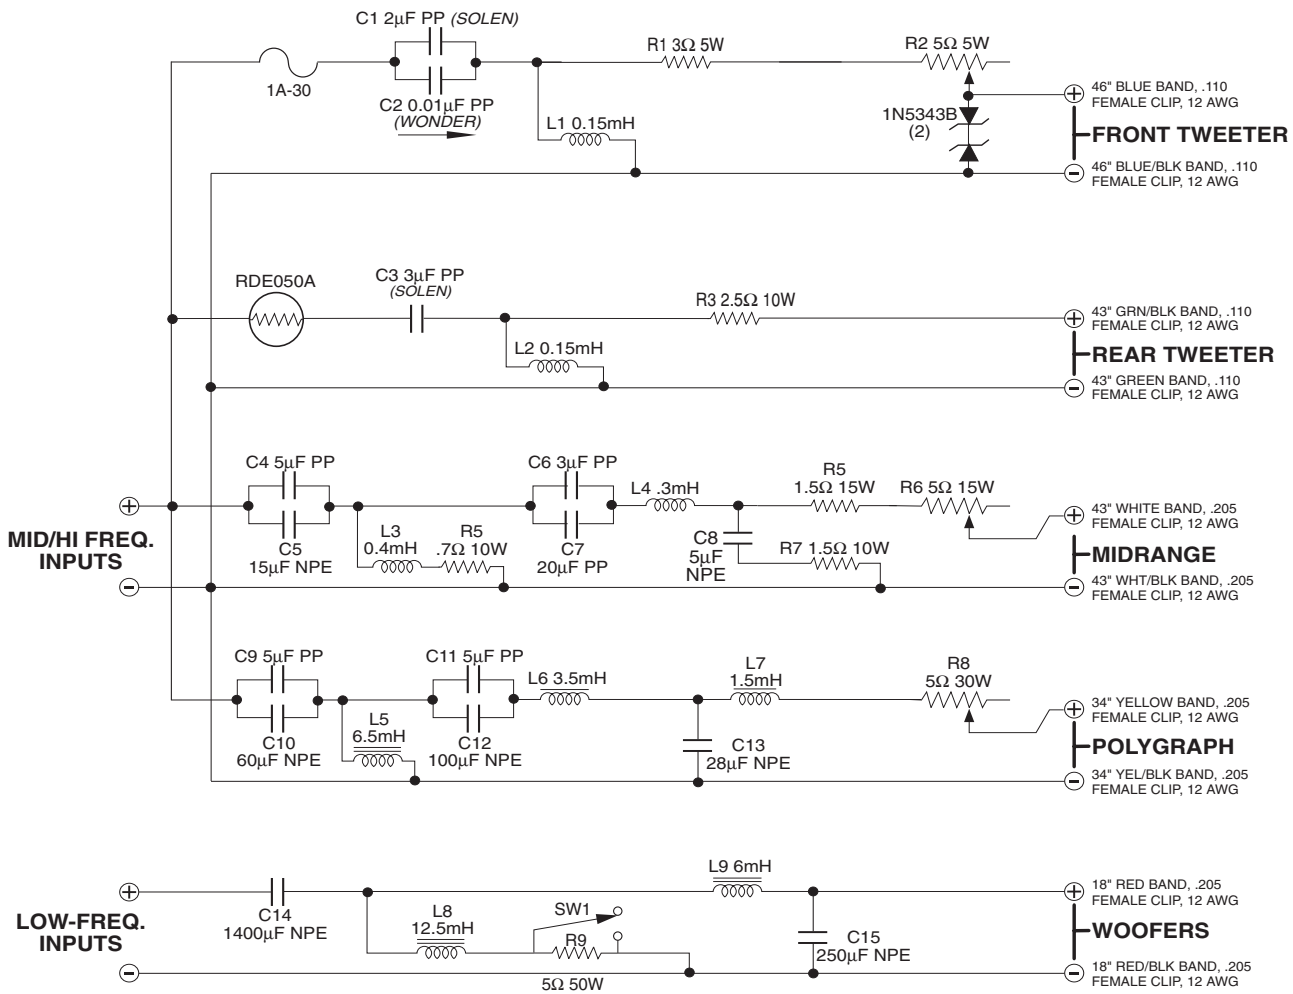 C1 2µF PP (SOLEN)
1A-30
C2 0.01µF PP
(WONDER)
L1 0.15mH
R1 3Ω 5W
R2 5Ω 5W
1N5343B
(2)
+
46" BLUE BAND, .110
FEMALE CLIP, 12 AWG
FRONT TWEETER
−
46" BLUE/BLK BAND, .110
FEMALE CLIP, 12 AWG
RDE050A
C3 3µF PP
(SOLEN)
L2 0.15mH
R3 2.5Ω 10W
+
43" GRN/BLK BAND, .110
FEMALE CLIP, 12 AWG
REAR TWEETER
−
43" GREEN BAND, .110
FEMALE CLIP, 12 AWG
+
MID/HI FREQ.
INPUTS
−
C4 5µF PP
C5
15µF NPE
L3
0.4mH
R5
.7Ω 10W
C6 3µF PP
C7
20µF PP
L4 .3mH
C8
5µF
NPE
R5
1.5Ω 15W
R7 1.5Ω 10W
R6 5Ω 15W
+
43" WHITE BAND, .205
FEMALE CLIP, 12 AWG
MIDRANGE
−
43" WHT/BLK BAND, .205
FEMALE CLIP, 12 AWG
C9 5µF PP
C10
60µF NPE
L5
6.5mH
C11 5µF PP
C12
100µF NPE
L6 3.5mH
C13
28µF NPE
L7
1.5mH
R8
5Ω 30W
+
34" YELLOW BAND, .205
FEMALE CLIP, 12 AWG
POLYGRAPH
−
34" YEL/BLK BAND, .205
FEMALE CLIP, 12 AWG
+
LOW-FREQ.
INPUTS
−
C14
1400µF NPE
L8
12.5mH
SW1
R9
5Ω 50W
L9 6mH
C15
250µF NPE
+
18" RED BAND, .205
FEMALE CLIP, 12 AWG
WOOFERS
−
18" RED/BLK BAND, .205
FEMALE CLIP, 12 AWG